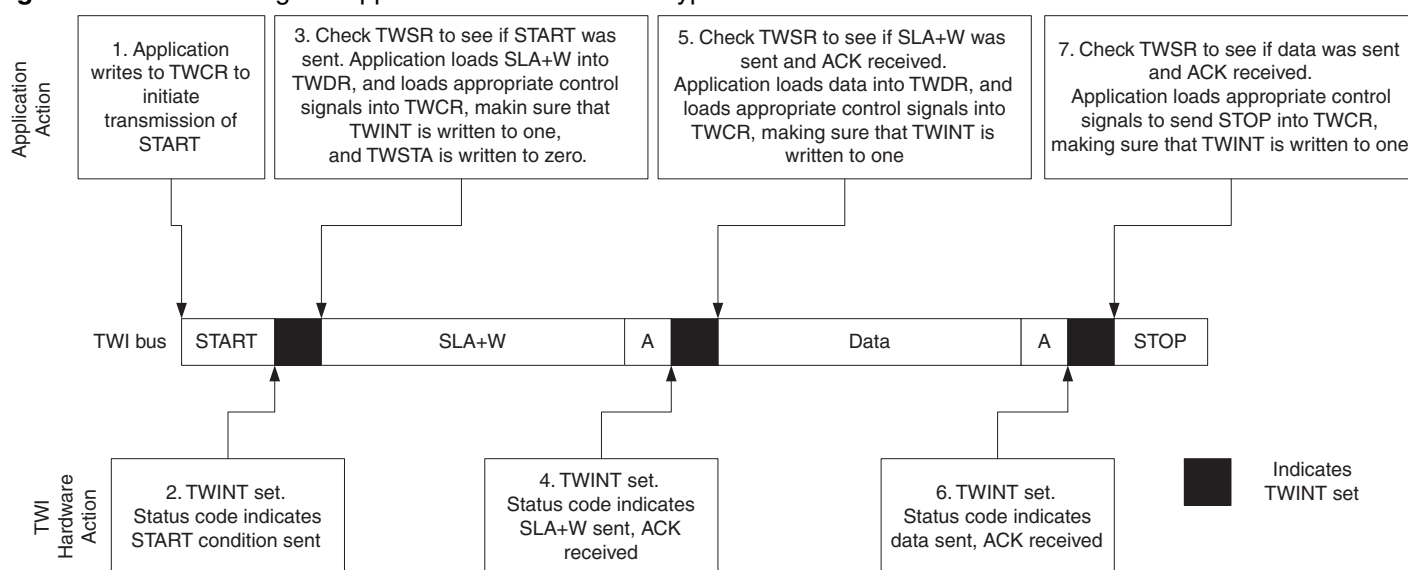 Application
Action
1. Application
writes to TWCR to
initiate
transmission of
START
3. Check TWSR to see if START was
sent. Application loads SLA+W into
TWDR, and loads appropriate control
signals into TWCR, makin sure that
TWINT is written to one,
and TWSTA is written to zero.
5. Check TWSR to see if SLA+W was
sent and ACK received.
Application loads data into TWDR, and
loads appropriate control signals into
TWCR, making sure that TWINT is
written to one
7. Check TWSR to see if data was sent
and ACK received.
Application loads appropriate control
signals to send STOP into TWCR,
making sure that TWINT is written to one
TWI bus
START
SLA+W
A
Data
A
STOP
TWI
Hardware
Action
2. TWINT set.
Status code indicates
START condition sent
4. TWINT set.
Status code indicates
SLA+W sent, ACK
received
6. TWINT set.
Status code indicates
data sent, ACK received
Indicates
TWINT set